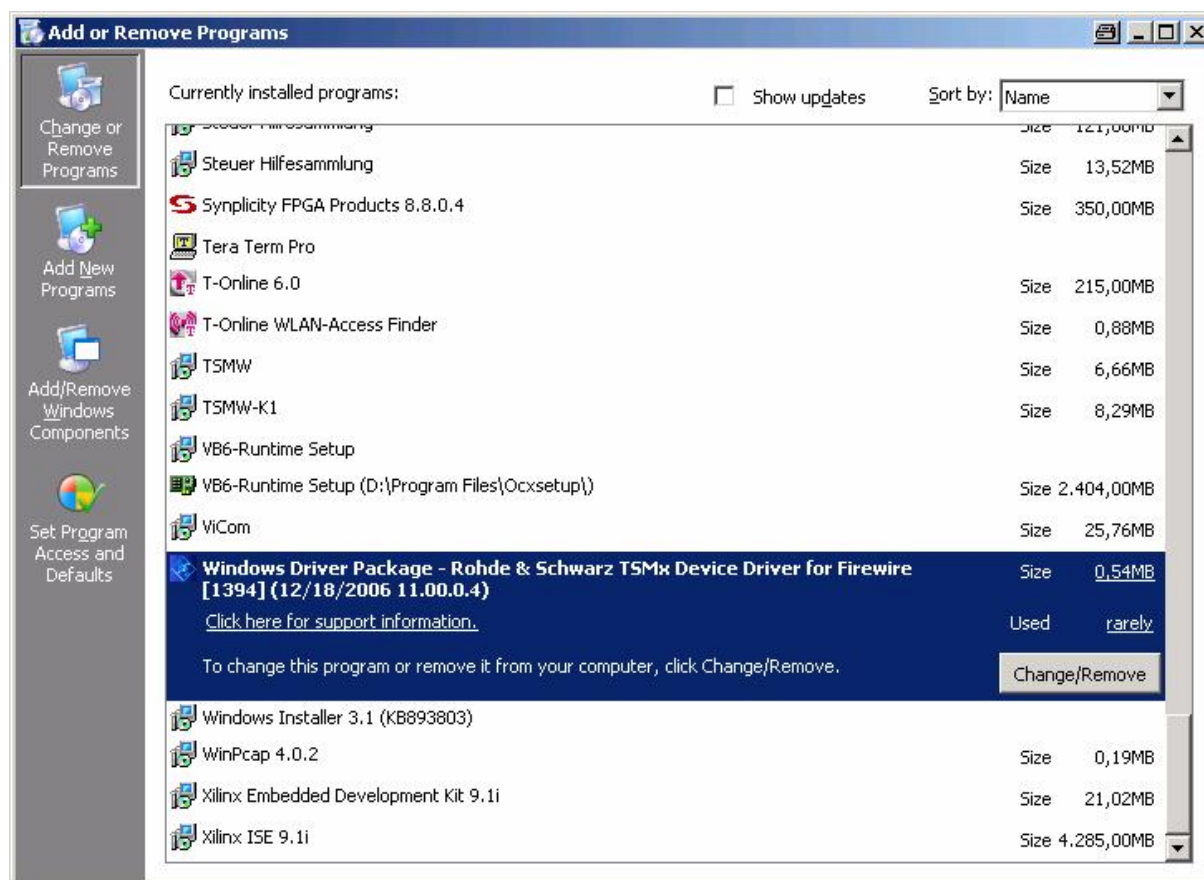 Add or Remove Programs
Change or
Remove
Programs
Add New
Programs
Add/Remove
Windows
Components
Set Program
Access and
Defaults
Currently installed programs:
Show updates
Sort by: Name
Steuer Hilfesammlung Size 121,00MB
Steuer Hilfesammlung Size 13,52MB
Synplicity FPGA Products 8.8.0.4 Size 350,00MB
Tera Term Pro
T-Online 6.0 Size 215,00MB
T-Online WLAN-Access Finder Size 0,88MB
TSMW Size 6,66MB
TSMW-K1 Size 8,29MB
VB6-Runtime Setup
VB6-Runtime Setup (D:\Program Files\Ocxsetup\) Size 2.404,00MB
ViCom Size 25,76MB
Windows Driver Package - Rohde & Schwarz TSMx Device Driver for Firewire Size 0,54MB
[1394] (12/18/2006 11.00.0.4)
Click here for support information. Used rarely
To change this program or remove it from your computer, click Change/Remove. Change/Remove
Windows Installer 3.1 (KB893803)
WinPcap 4.0.2 Size 0,19MB
Xilinx Embedded Development Kit 9.1i Size 21,02MB
Xilinx ISE 9.1i Size 4.285,00MB